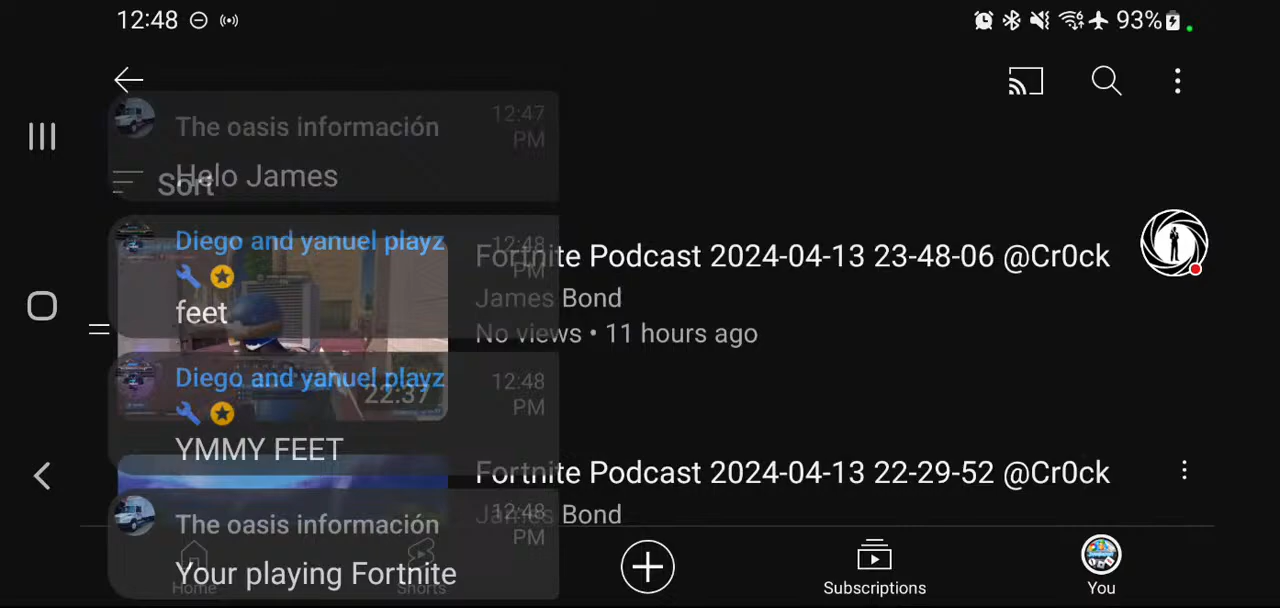 12:48
93%
The oasis información
12:47 PM
Helo James
Sort
Diego and yanuel playz
12:48 PM
feet
Fortnite Podcast 2024-04-13 23-48-06 @Cr0ck
James Bond
No views • 11 hours ago
22:37
Diego and yanuel playz
12:48 PM
YMMY FEET
Fortnite Podcast 2024-04-13 22-29-52 @Cr0ck
James Bond
The oasis información
12:48 PM
Your playing Fortnite
Home
Shorts
Subscriptions
You